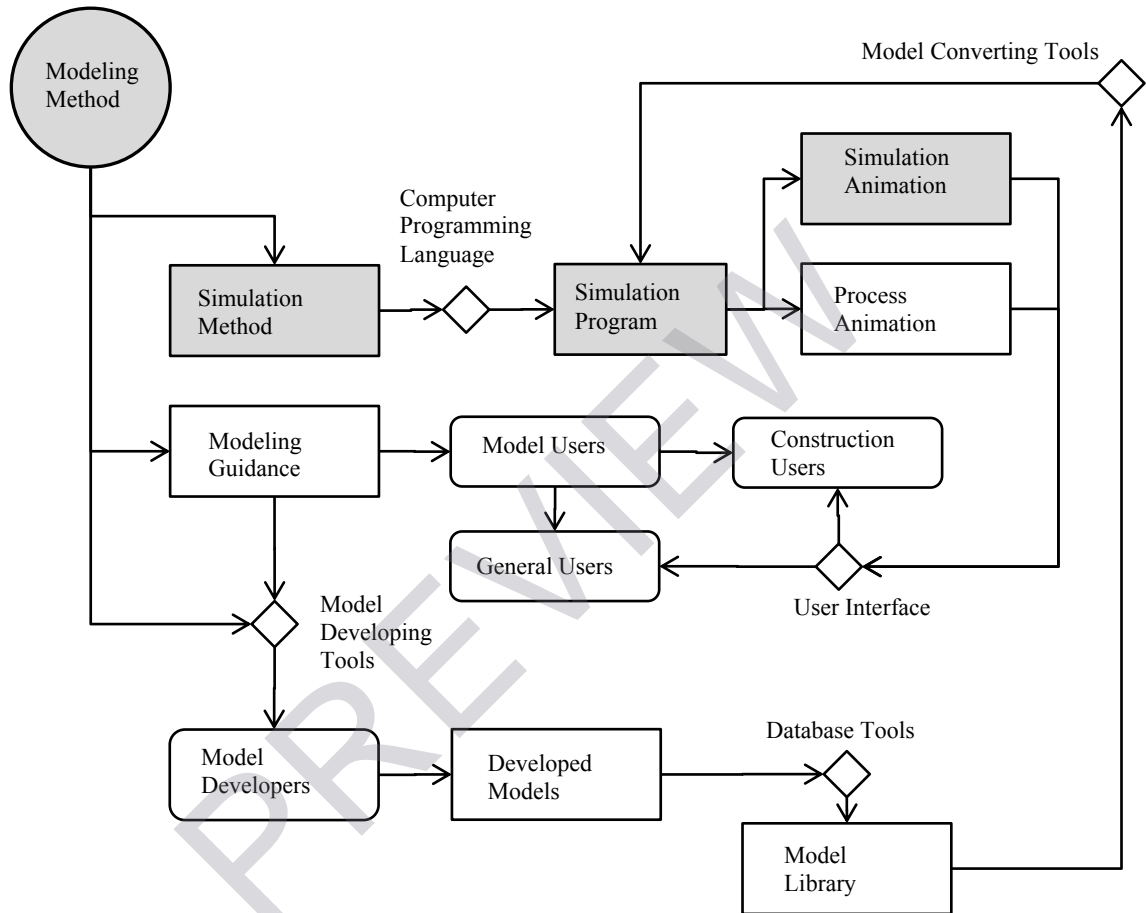 Modeling
Method
Model Converting Tools
Simulation
Animation
Computer
Programming
Language
Simulation
Method
Simulation
Program
Process
Animation
Modeling
Guidance
Model Users
Construction
Users
General Users
User Interface
Model
Developing
Tools
Model
Developers
Developed
Models
Database Tools
Model
Library
PREVIEW